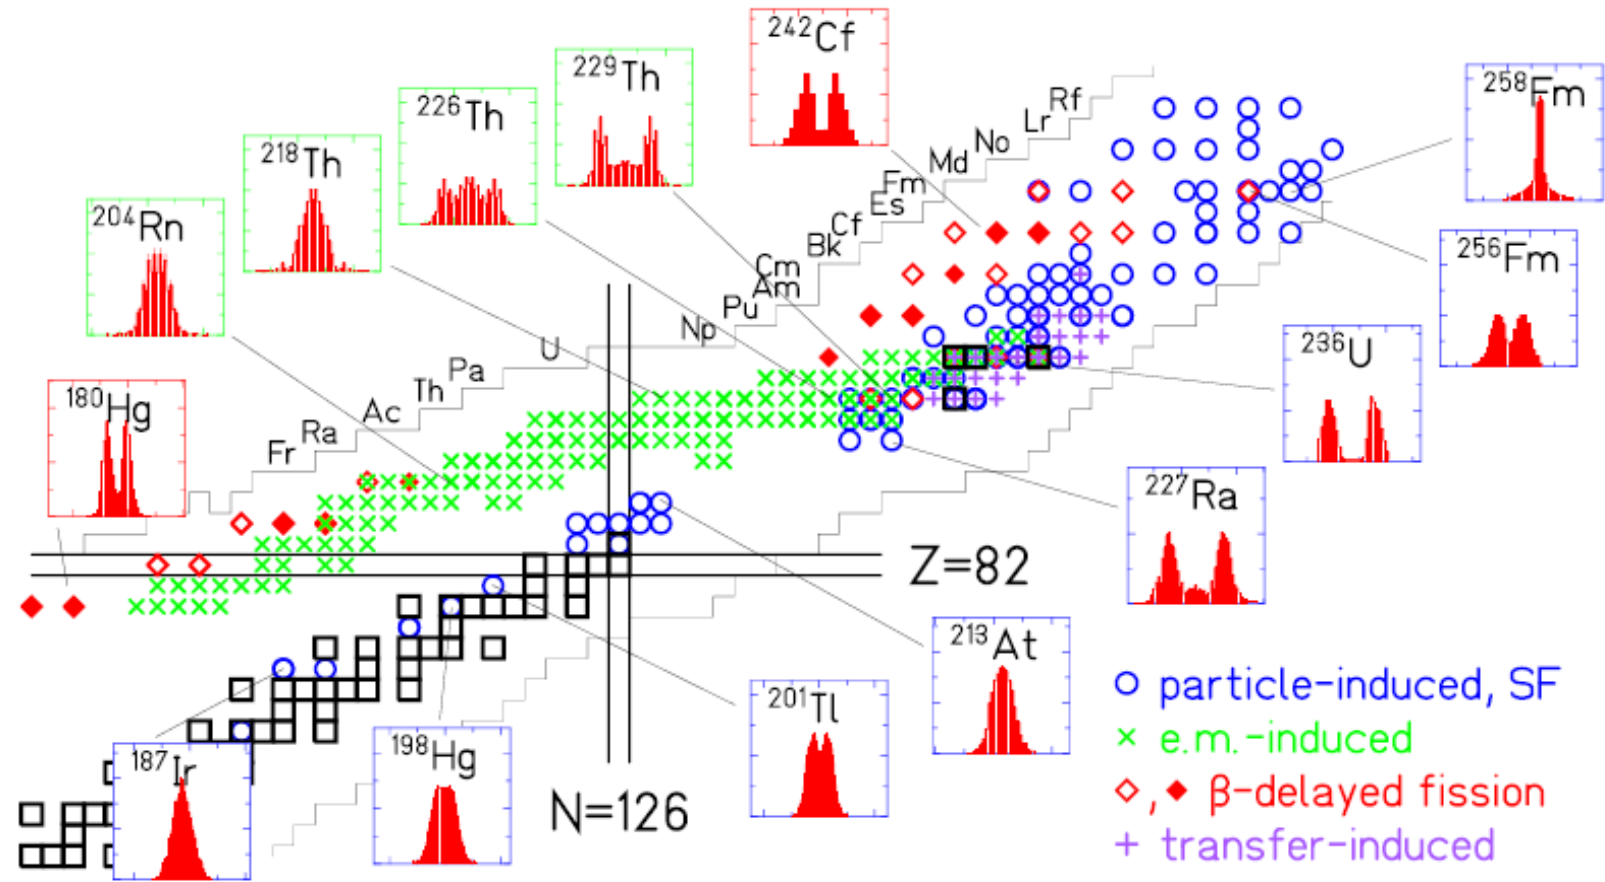 242Cf
229Th
258Fm
226Th
218Th
204Rn
256Fm
180Hg
236U
227Ra
213At
201Tl
198Hg
187Ir
Rf
Lr
No
Md
Fm
Es
Cf
Bk
Cm
Am
Pu
Np
U
Pa
Th
Ac
Ra
Fr
Z=82
N=126
particle-induced, SF
e.m.-induced
, β-delayed fission
transfer-induced